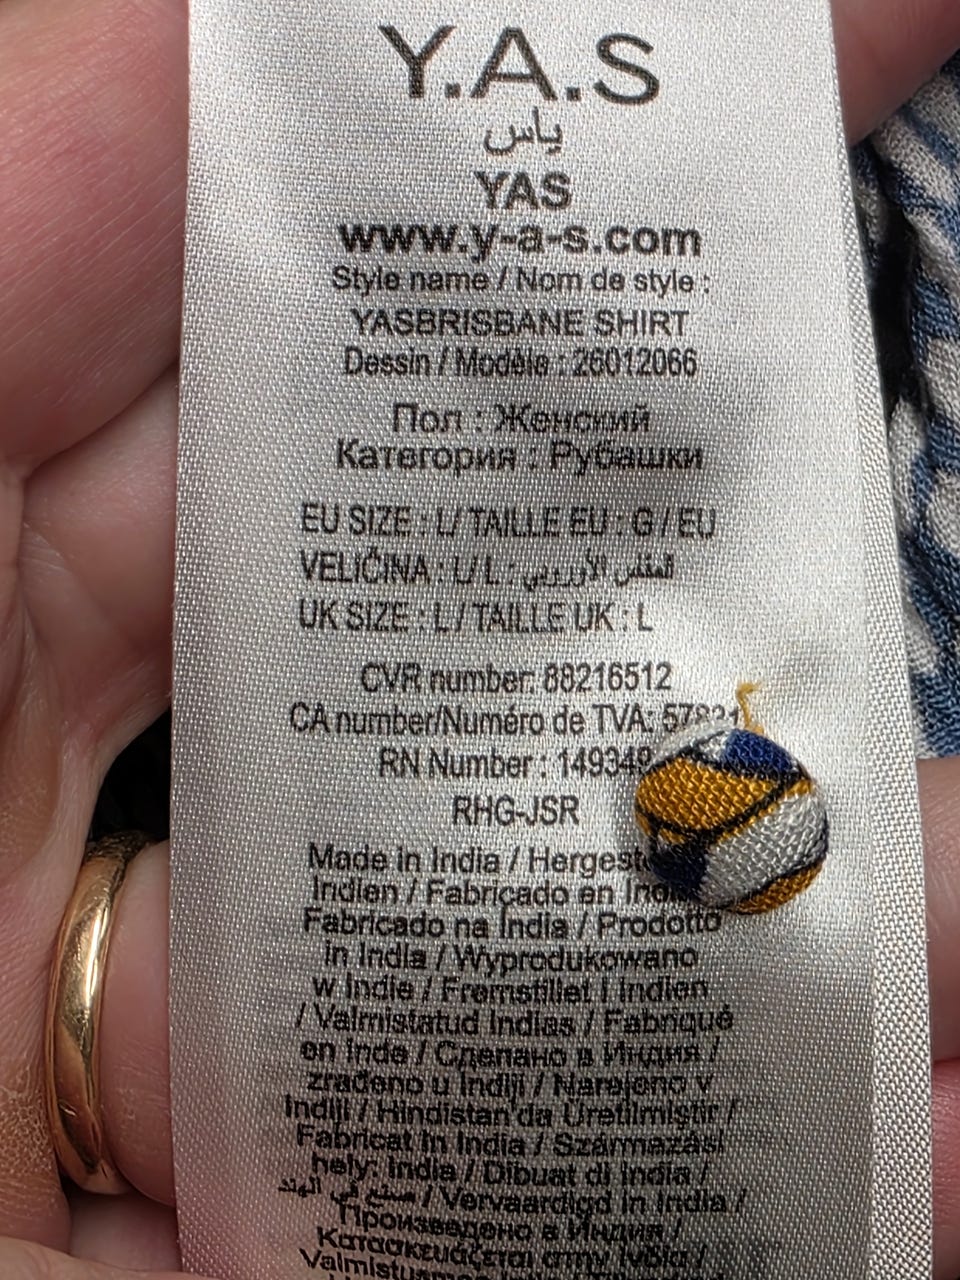 Y.A.S
ياس
YAS
www.y-a-s.com
Style name / Nom de style :
YASBRISBANE SHIRT
Dessin / Modèle : 26012066
Пол : Женский
Категория : Рубашки
EU SIZE : L/ TAILLE EU : G / EU
VELIČINA : L/ L : المقاس الأوروبي
UK SIZE : L / TAILLE UK : L
CVR number: 88216512
CA number/Numéro de TVA:
RN Number : 149349
RHG-JSR
Made in India /
Indien / Fabricado en
Fabricado na Índia / Prodotto
in India / Wyprodukowano
w Indie / Fremstillet i Indien
/ Valmistatud Indias / Fabriqué
en Inde / Сделано в Индия /
zrađeno u Indiji / Narejeno v
Indiji / Hindistan'da Üretilmiştir /
Fabricat în India / Származási
hely: India / Dibuat di India /
صنع في الهند / Vervaardigd in India /
Произведено в Индия /
Κατασκευάζεται στην Ινδία /